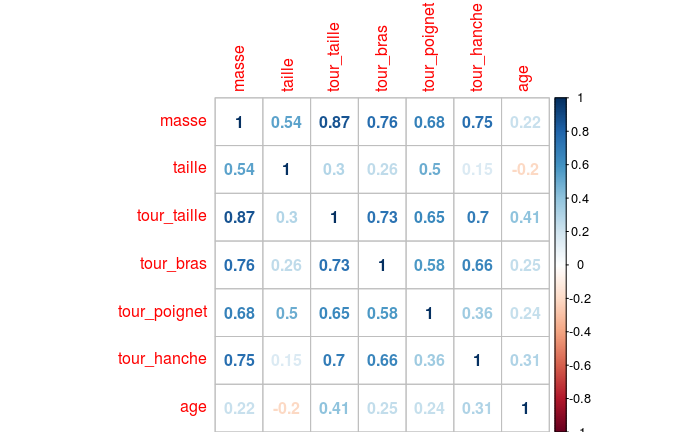 masse taille tour_taille tour_bras tour_poignet tour_hanche age
1
masse 1 0.54 0.87 0.76 0.68 0.75 0.22
0.8
taille 0.54 1 0.3 0.26 0.5 0.15 -0.2
0.6
0.4
tour_taille 0.87 0.3 1 0.73 0.65 0.7 0.41
0.2
tour_bras 0.76 0.26 0.73 1 0.58 0.66 0.25
0
-0.2
tour_poignet 0.68 0.5 0.65 0.58 1 0.36 0.24
-0.4
tour_hanche 0.75 0.15 0.7 0.66 0.36 1 0.31
-0.6
-0.8
age 0.22 -0.2 0.41 0.25 0.24 0.31 1
-1